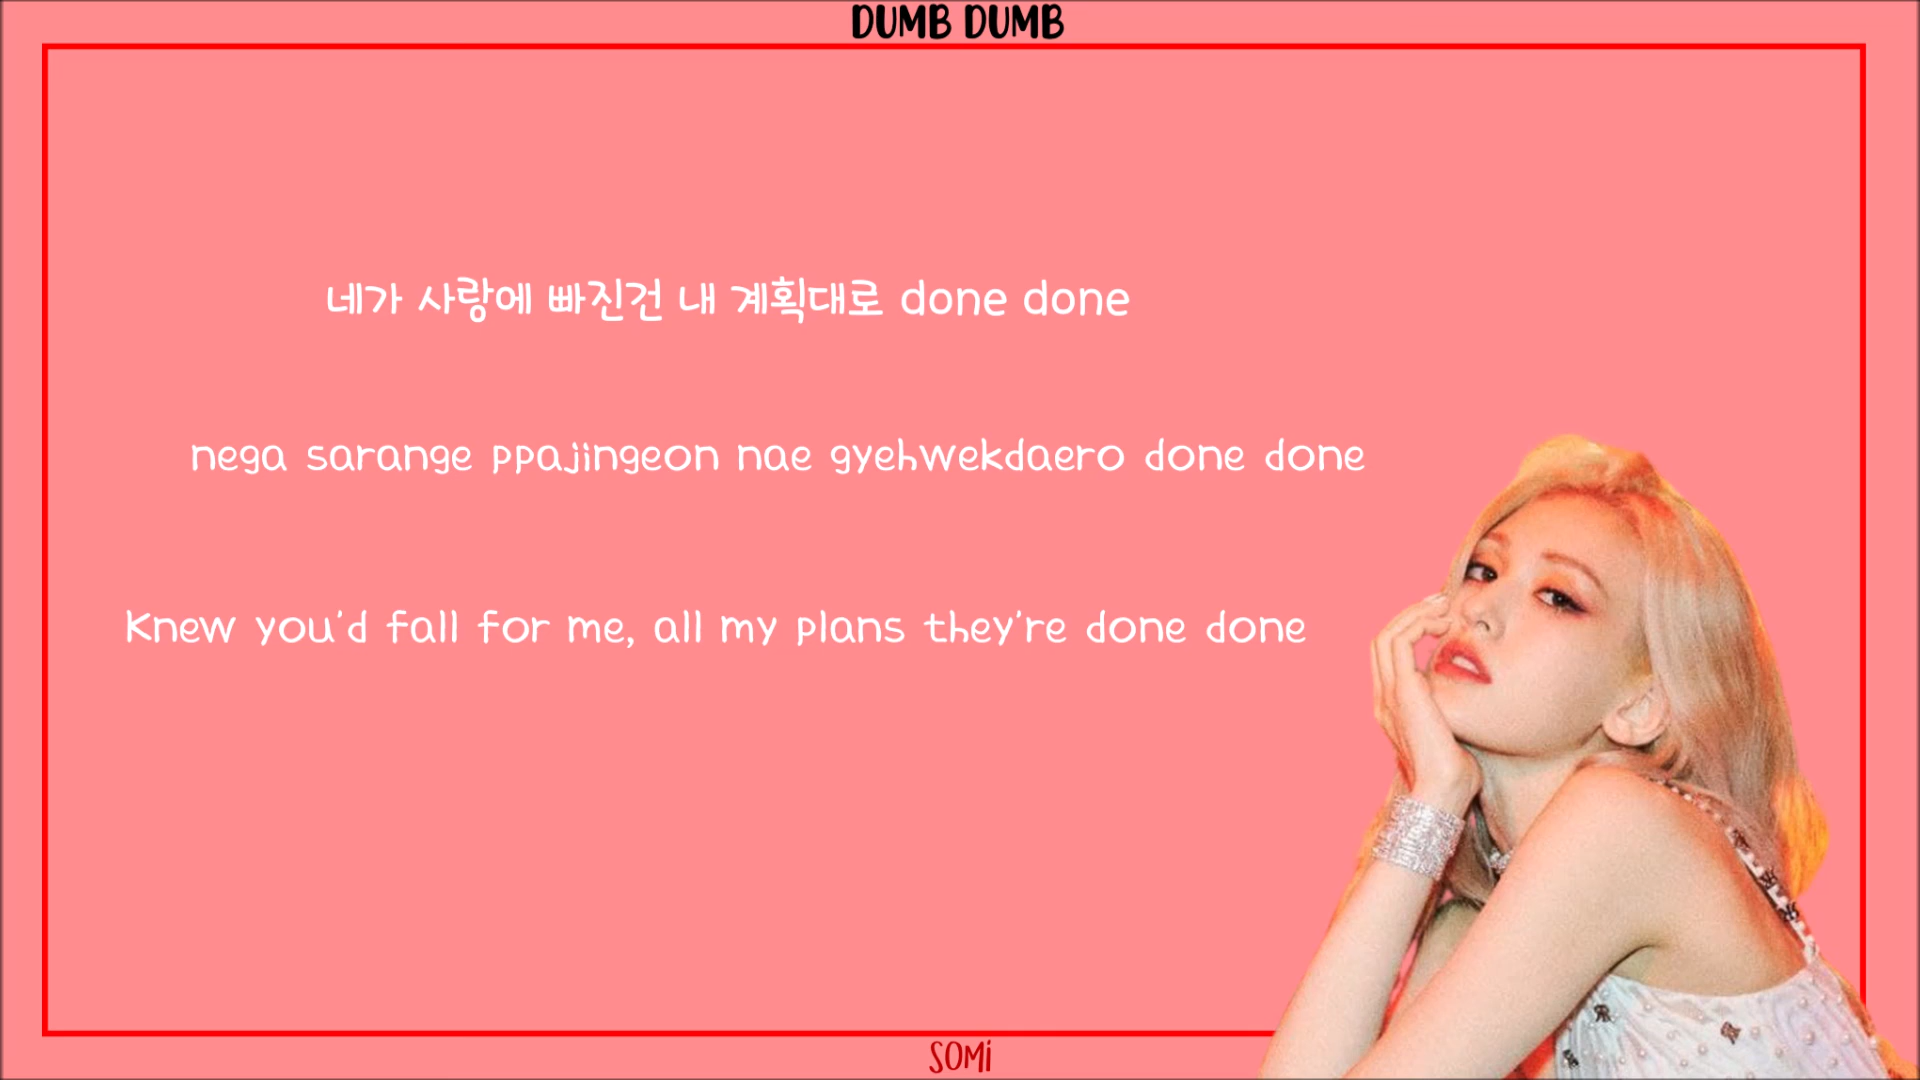 DUMB DUMB
네가 사랑에 빠진건 내 계획대로 done done
nega sarange ppajingeon nae gyehwekdaero done done
Knew you'd fall for me, all my plans they're done done
SOMi